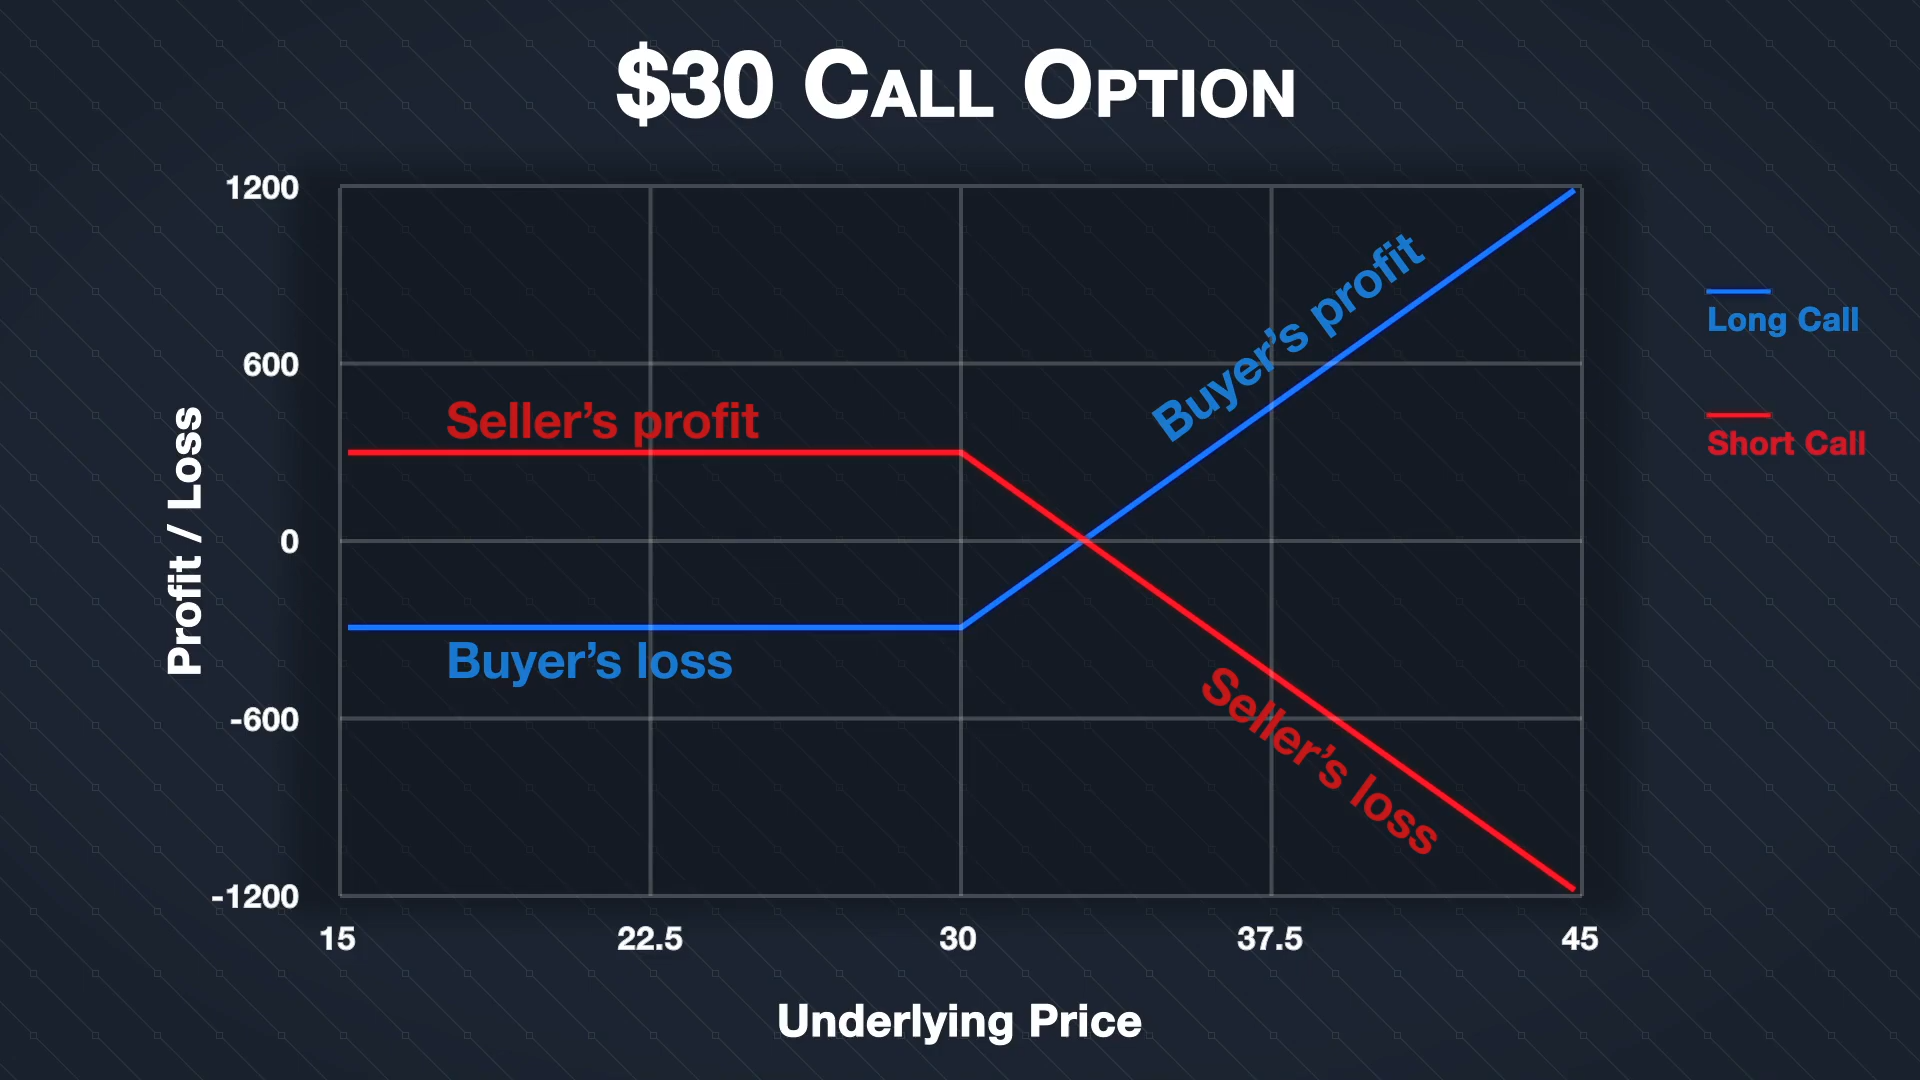 $30 CALL OPTION
1200
600
0
-600
-1200
Profit / Loss
Seller’s profit
Buyer’s loss
Buyer’s profit
Seller’s loss
Long Call
Short Call
15 22.5 30 37.5 45
Underlying Price